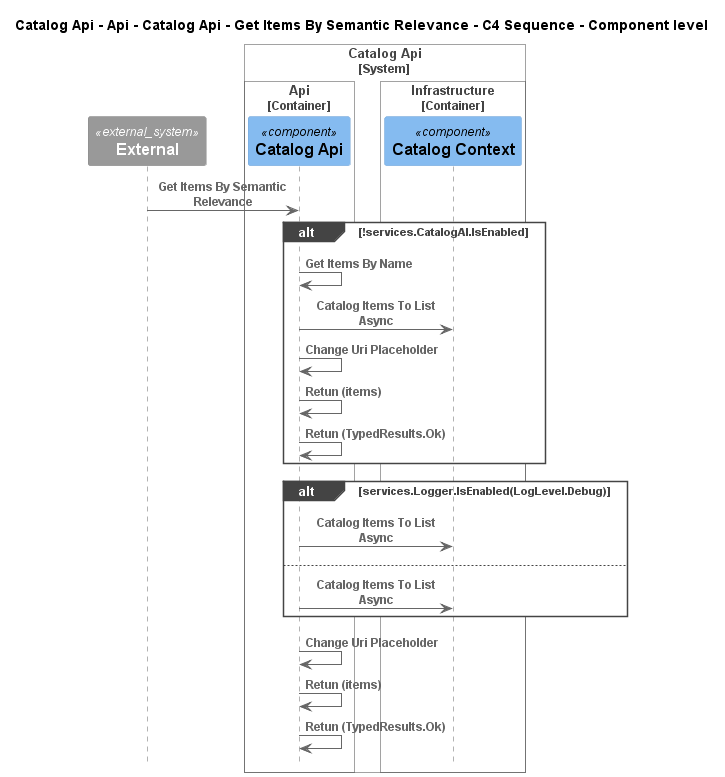 Catalog Api - Api - Catalog Api - Get Items By Semantic Relevance - C4 Sequence - Component level
Catalog Api
[System]
Api
[Container]
Infrastructure
[Container]
«external_system»
External
«component»
Catalog Api
«component»
Catalog Context
Get Items By Semantic
Relevance
alt
[!services.CatalogAI.IsEnabled]
Get Items By Name
Catalog Items To List
Async
Change Uri Placeholder
Retun (items)
Retun (TypedResults.Ok)
alt
[services.Logger.IsEnabled(LogLevel.Debug)]
Catalog Items To List
Async
Catalog Items To List
Async
Change Uri Placeholder
Retun (items)
Retun (TypedResults.Ok)